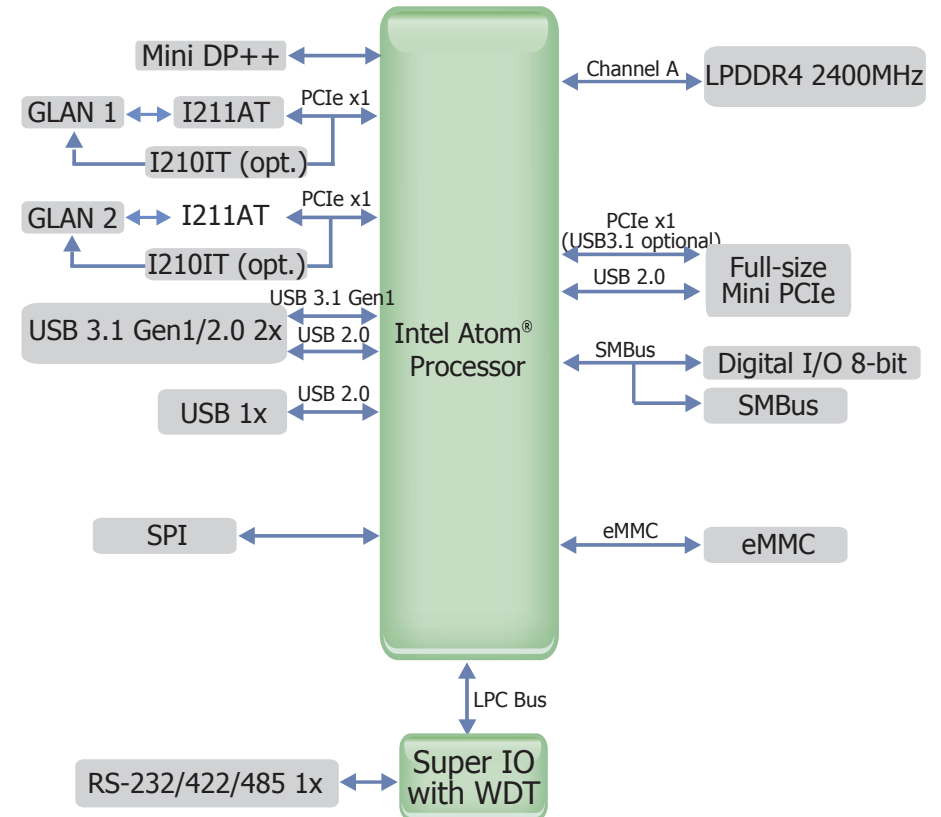 Mini DP++
Channel A
LPDDR4 2400MHz
GLAN 1
I211AT
PCIe x1
I210IT (opt.)
GLAN 2
I211AT
PCIe x1
I210IT (opt.)
PCIe x1
(USB3.1 optional)
USB 2.0
Full-size
Mini PCIe
USB 3.1 Gen1/2.0 2x
USB 3.1 Gen1
USB 2.0
Intel Atom®
Processor
SMBus
Digital I/O 8-bit
SMBus
USB 1x
USB 2.0
SPI
eMMC
eMMC
LPC Bus
Super IO
with WDT
RS-232/422/485 1x